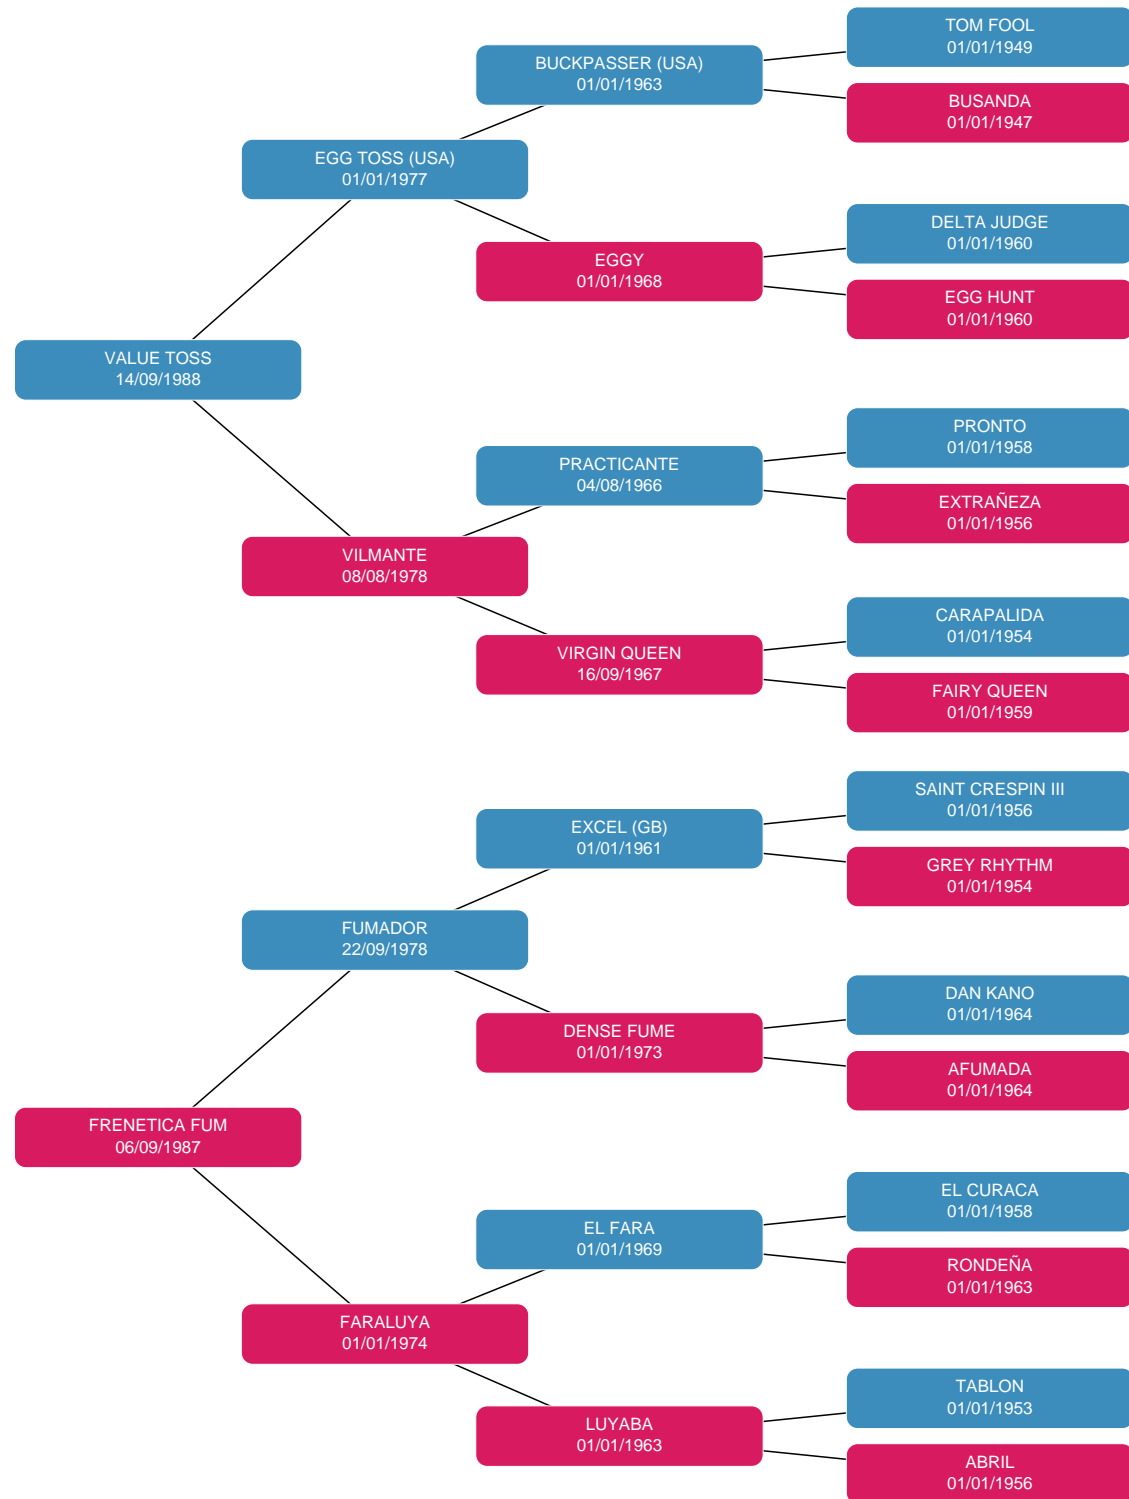 TOM FOOL
01/01/1949
BUCKPASSER (USA)
01/01/1963
BUSANDA
01/01/1947
EGG TOSS (USA)
01/01/1977
DELTA JUDGE
01/01/1960
EGGY
01/01/1968
EGG HUNT
01/01/1960
VALUE TOSS
14/09/1988
PRONTO
01/01/1958
PRACTICANTE
04/08/1966
EXTRAÑEZA
01/01/1956
VILMANTE
08/08/1978
CARAPALIDA
01/01/1954
VIRGIN QUEEN
16/09/1967
FAIRY QUEEN
01/01/1959
SAINT CRESPIN III
01/01/1956
EXCEL (GB)
01/01/1961
GREY RHYTHM
01/01/1954
FUMADOR
22/09/1978
DAN KANO
01/01/1964
DENSE FUME
01/01/1973
AFUMADA
01/01/1964
FRENETICA FUM
06/09/1987
EL CURACA
01/01/1958
EL FARA
01/01/1969
RONDEÑA
01/01/1963
FARALUYA
01/01/1974
TABLON
01/01/1953
LUYABA
01/01/1963
ABRIL
01/01/1956